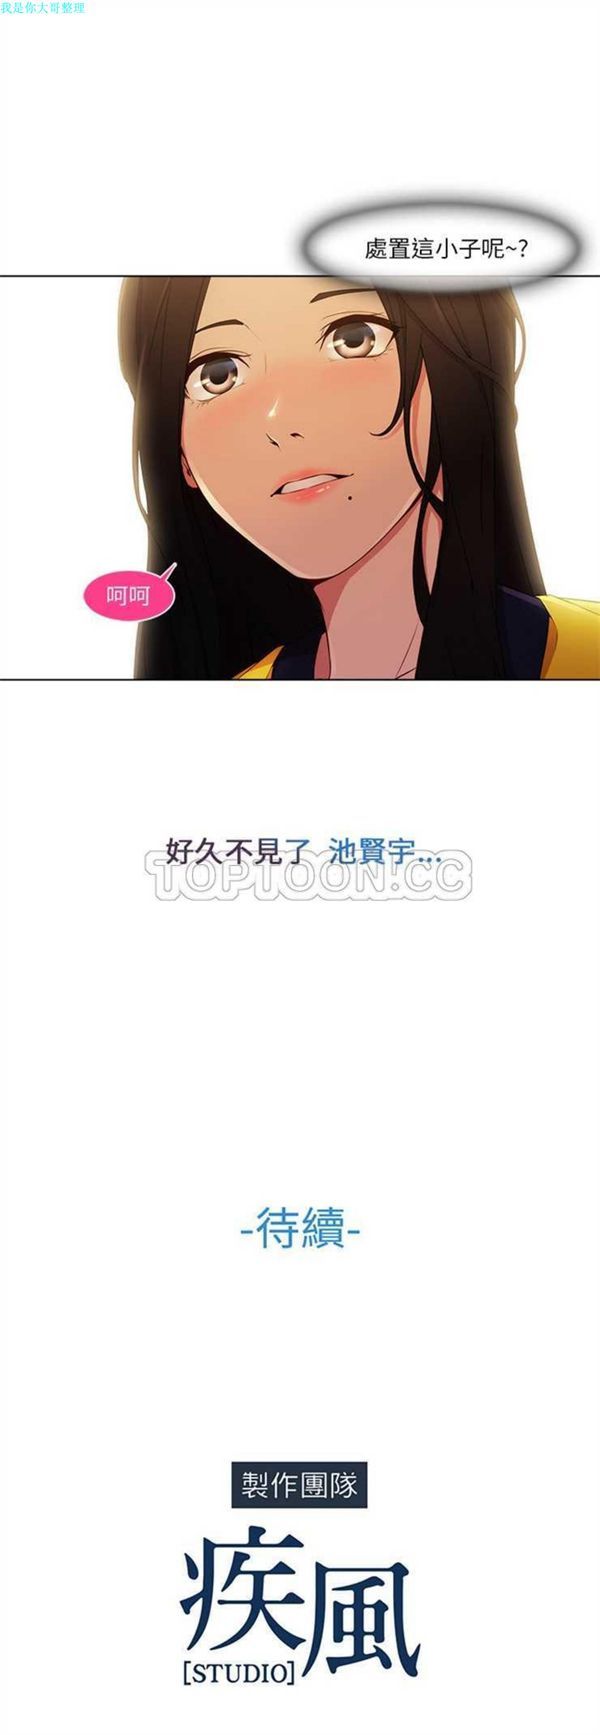 我是你大哥整理
處置這小子呢~?
呵呵
好久不見了 池賢宇...
TOPTOON.CC
-待續-
製作團隊
疾風
[STUDIO]